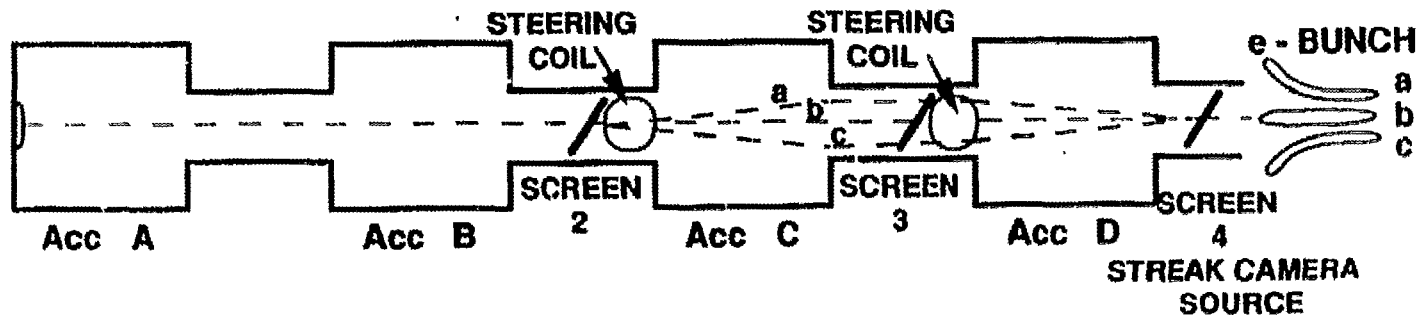 STEERING
COIL
STEERING
COIL
e - BUNCH
a
b
c
a
b
c
SCREEN
2
SCREEN
3
SCREEN
4
Acc A
Acc B
Acc C
Acc D
STREAK CAMERA
SOURCE